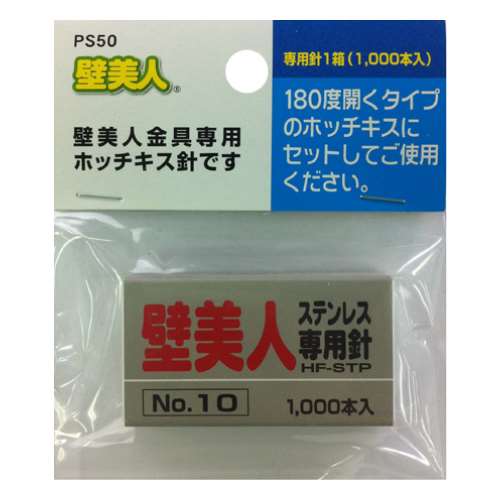 PS50
壁美人®
壁美人金具専用
ホッチキス針です
専用針1箱(1,000本入)
180度開くタイプ
のホッチキスに
セットしてご使用
ください。
壁美人
ステンレス
専用針
HF-STP
No.10
1,000本入